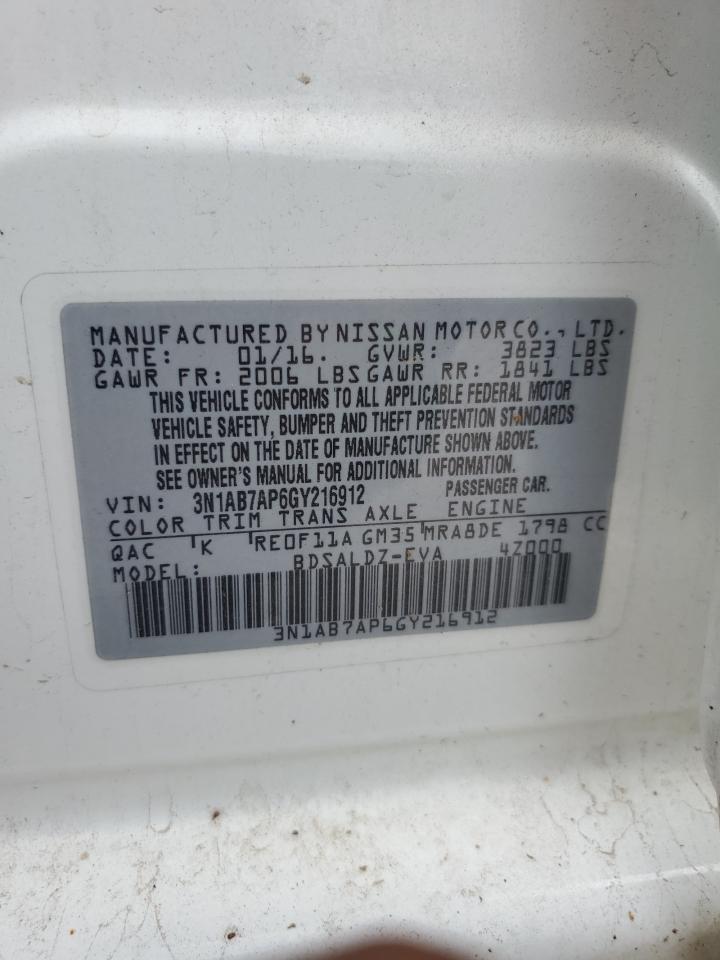 MANUFACTURED BY NISSAN MOTOR CO., LTD.
DATE: 01/16. GVWR: 3823 LBS
GAWR FR: 2006 LBS GAWR RR: 1841 LBS
THIS VEHICLE CONFORMS TO ALL APPLICABLE FEDERAL MOTOR
VEHICLE SAFETY, BUMPER AND THEFT PREVENTION STANDARDS
IN EFFECT ON THE DATE OF MANUFACTURE SHOWN ABOVE.
SEE OWNER'S MANUAL FOR ADDITIONAL INFORMATION.
VIN: 3N1AB7AP6GY216912 PASSENGER CAR.
COLOR TRIM TRANS AXLE ENGINE
QAC K RE0F11A GM35 MRA8DE 1798 CC
MODEL: BDSALDZ-EVA 4Z000
3N1AB7AP6GY216912